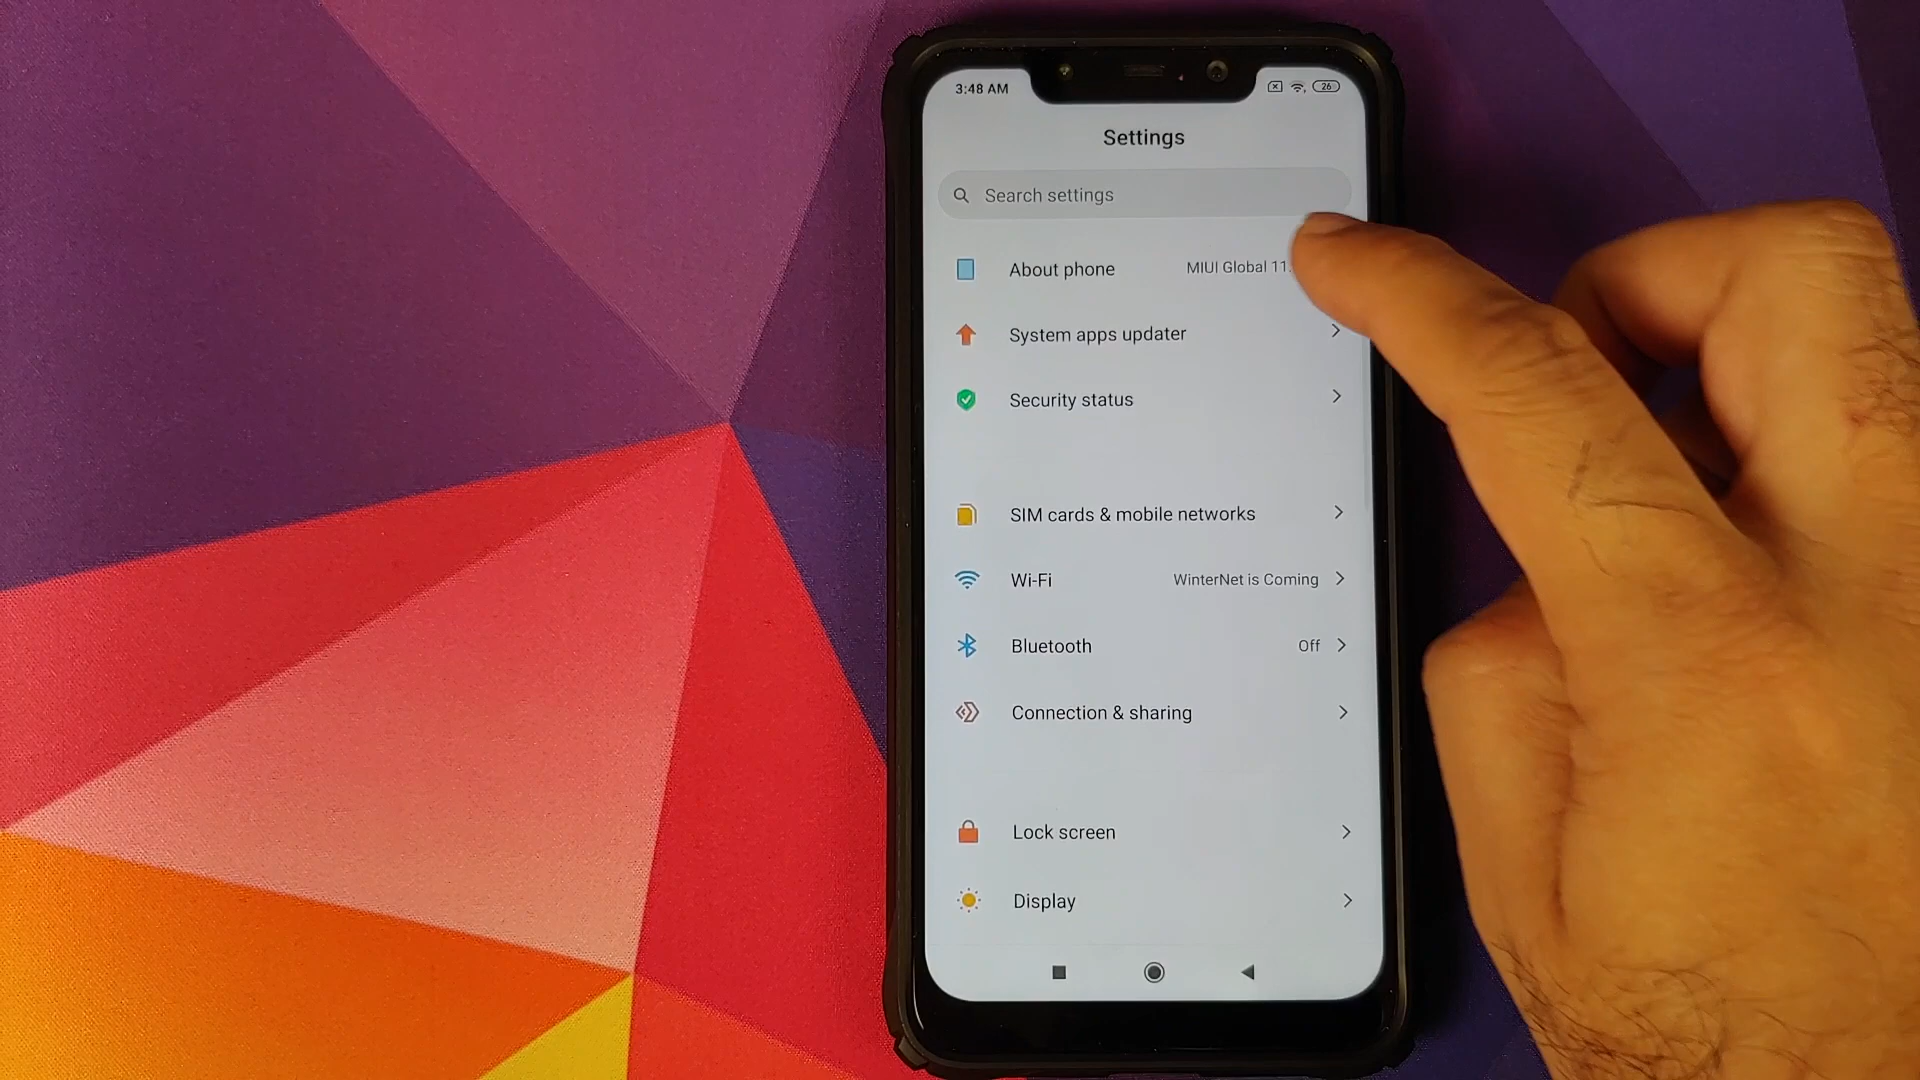 3:48 AM
26
Settings
Search settings
About phone MIUI Global 11.
System apps updater
Security status
SIM cards & mobile networks
Wi-Fi WinterNet is Coming
Bluetooth Off
Connection & sharing
Lock screen
Display